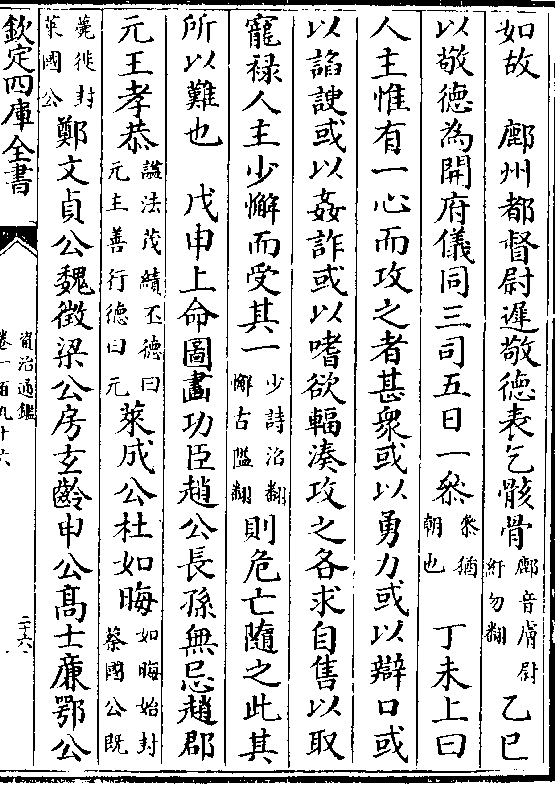 如故　鄜州都督尉遲敬德表乞骸骨鄜音膚尉紆勿翻乙巳
以敬德為開府儀同三司五日一叅叅猶朝也　丁未上曰
人主惟有一心而攻之者甚衆或以勇力或以辯口或
以諂諛或以姦詐或以嗜欲輻湊攻之各求自售以取
寵禄人主少懈而受其一少詩沼翻懈古隘翻則危亡隨之此其
所以難也　戊申上命圖畫功臣趙公長孫無忌趙郡
元王孝恭諡法茂績丕德曰元主善行德曰元萊成公杜如晦如晦始封蔡國公既
薨徙封萊國公鄭文貞公魏徵梁公房玄齡申公髙士廉鄂公
欽定四庫全書
資治通鑑
卷一百九十六
二十六